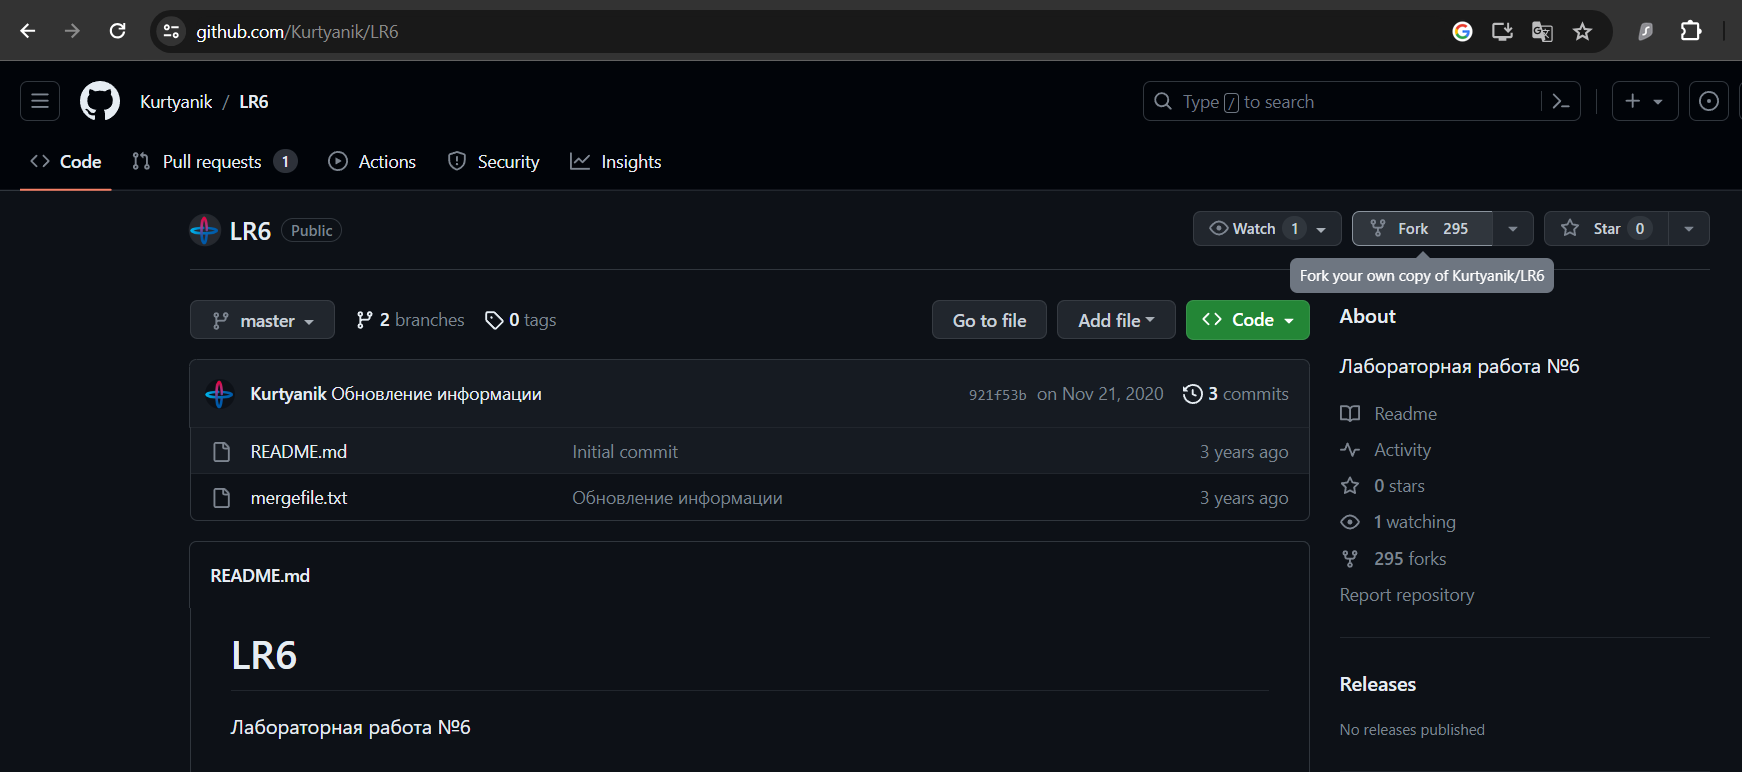 github.com/Kurtyanik/LR6
Kurtyanik / LR6
Type / to search
Code Pull requests 1 Actions Security Insights
LR6 Public
Watch 1 Fork 295 Star 0
Fork your own copy of Kurtyanik/LR6
master 2 branches 0 tags Go to file Add file Code
Kurtyanik Обновление информации 921f53b on Nov 21, 2020 3 commits
README.md Initial commit 3 years ago
mergefile.txt Обновление информации 3 years ago
README.md
LR6
Лабораторная работа №6
About
Лабораторная работа №6
Readme
Activity
0 stars
1 watching
295 forks
Report repository
Releases
No releases published